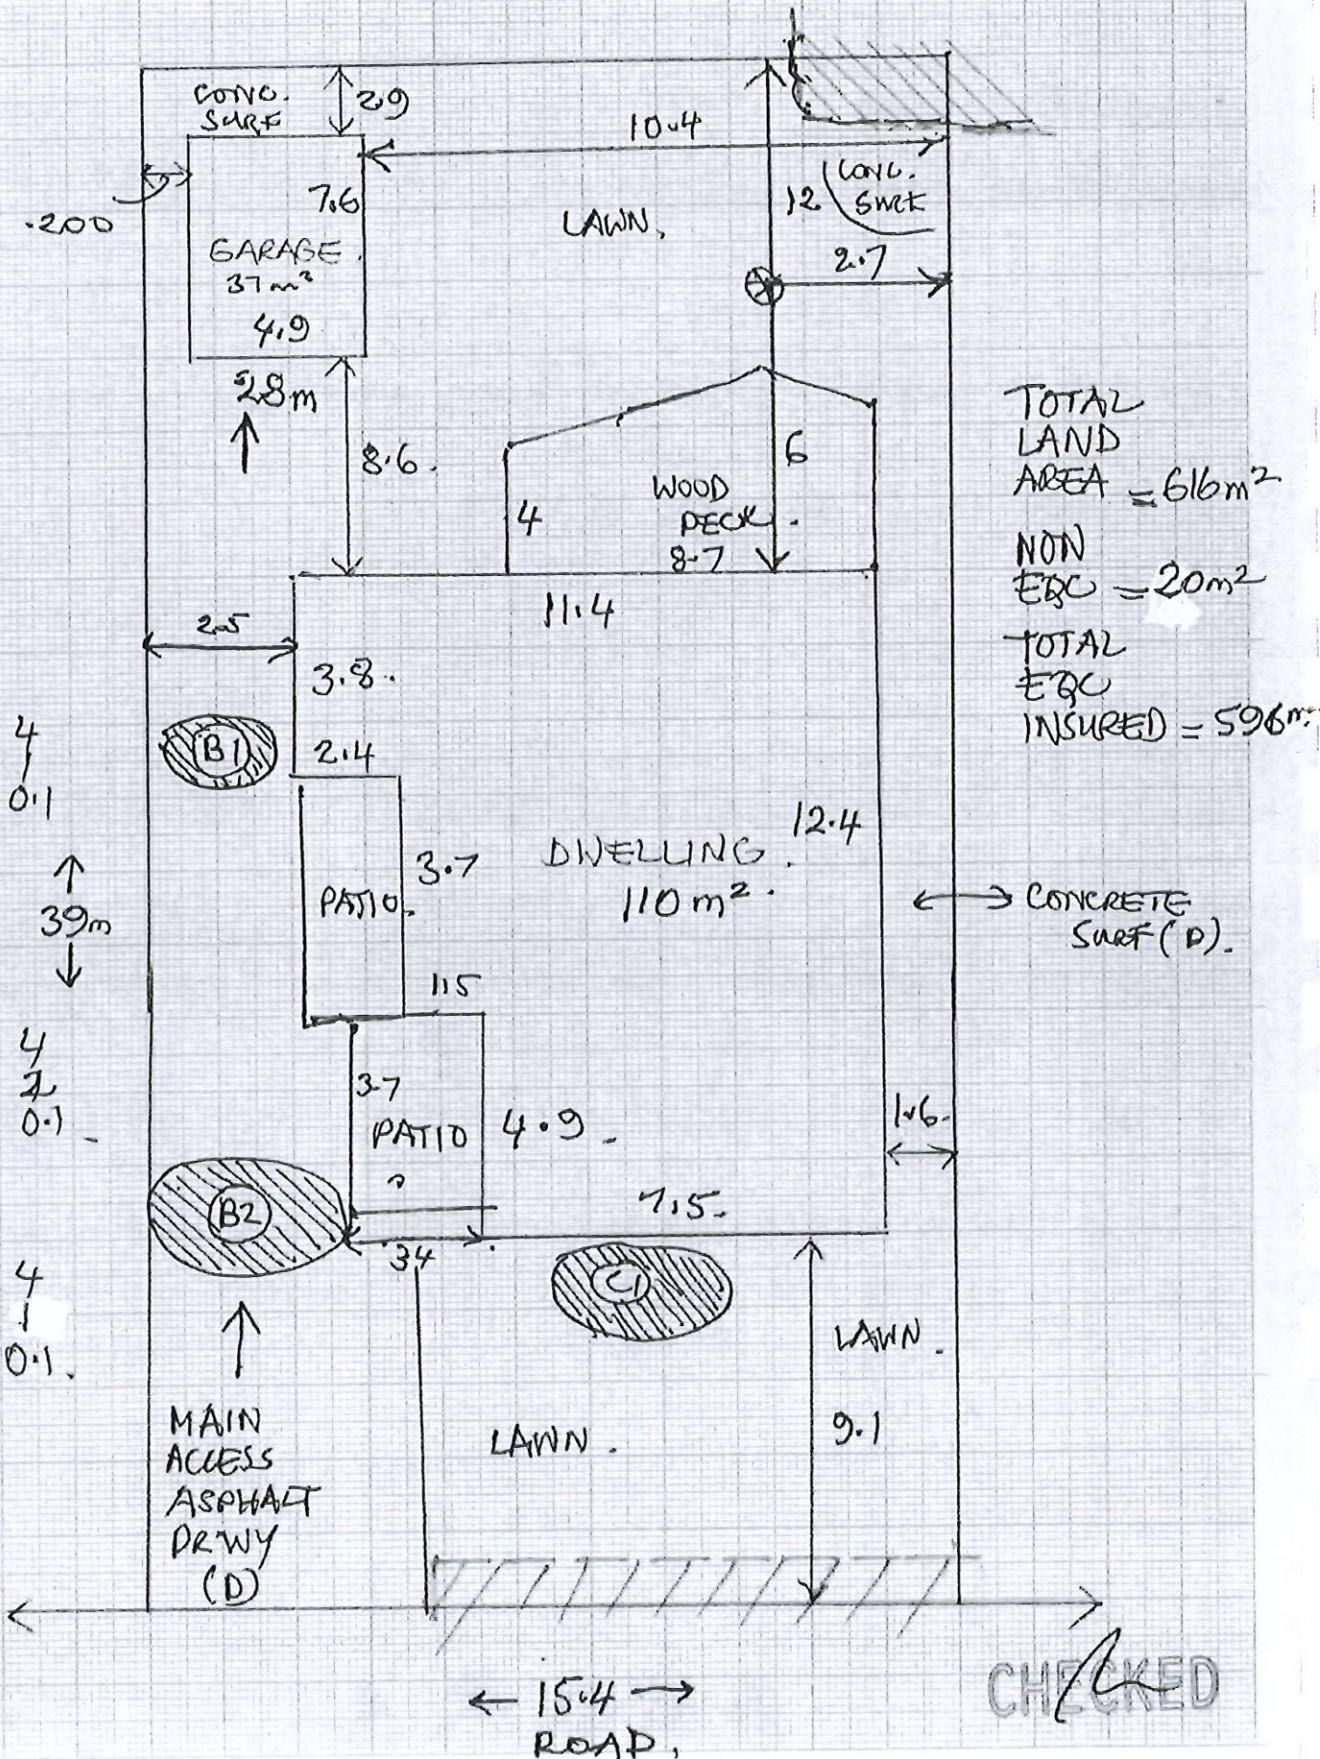 CONC.
SURF
2.9
10.4
.200
7.6
GARAGE.
37m²
4.9
LAWN.
12
CONC.
SURF
2.7
28m
8.6.
WOOD
DECK.
8.7
4
6
11.4
TOTAL
LAND
AREA = 616m²
NON
EQC = 20m²
TOTAL
EQC
INSURED = 596m²
2.5
3.8.
B1
2.4
4
1
0.1
39m
PATIO.
3.7
DWELLING.
110m².
12.4
CONCRETE
SURF (D).
1.5
4
2
0.1.
3.7
PATIO
4.9.
1.6.
B2
7.5.
3.4
C1
4
1
0.1.
LAWN.
MAIN
ACCESS
ASPHALT
DRWY
(D)
LAWN.
9.1
15.4
ROAD.
CHECKED